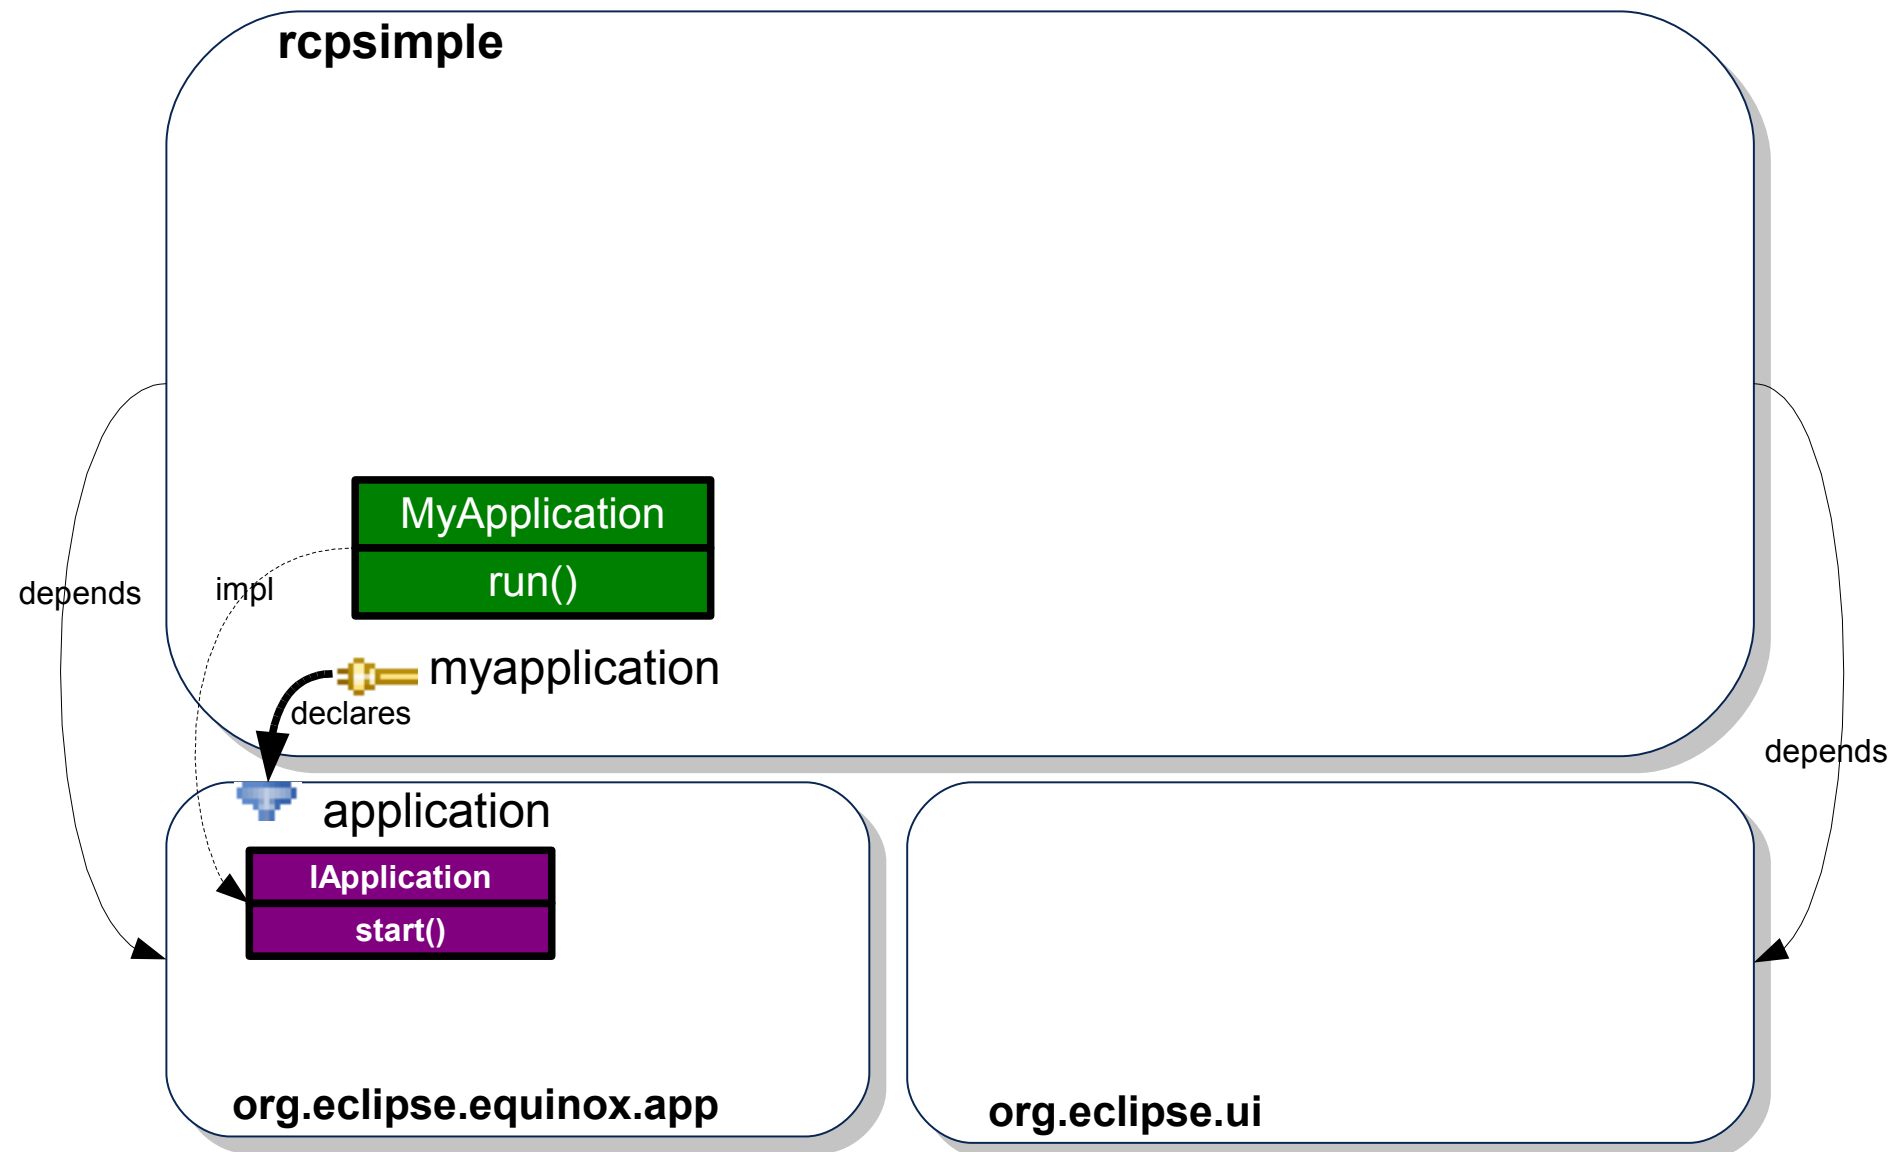 rcpsimple
MyApplication
run()
depends
impl
myapplication
declares
depends
application
IApplication
start()
org.eclipse.equinox.app
org.eclipse.ui